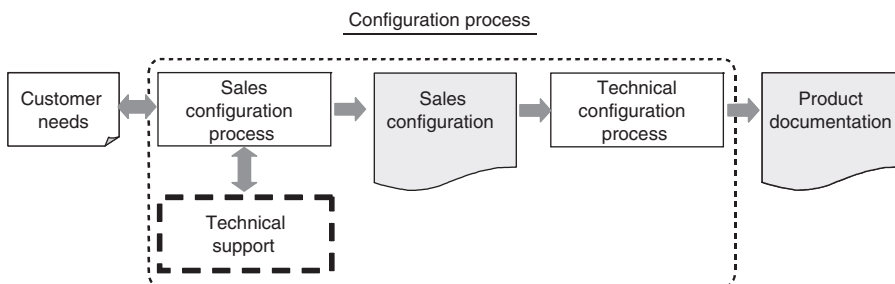 Configuration process
Customer
needs
Sales
configuration
process
Sales
configuration
Technical
configuration
process
Product
documentation
Technical
support